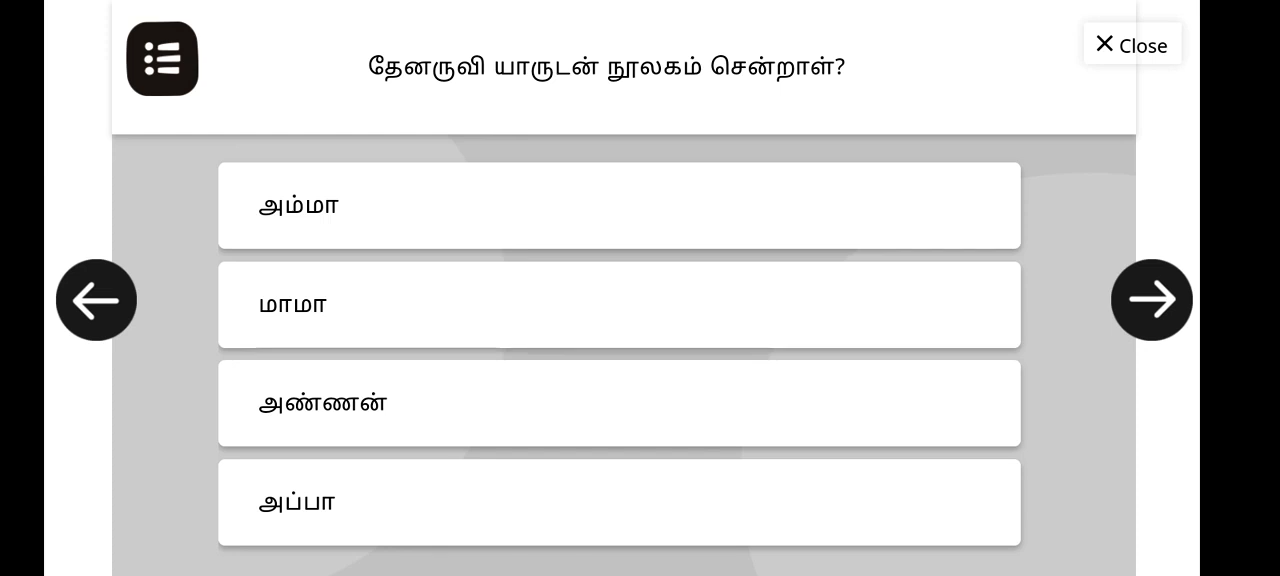 தேனருவி யாருடன் நூலகம் சென்றாள்?
Close
அம்மா
மாமா
அண்ணன்
அப்பா